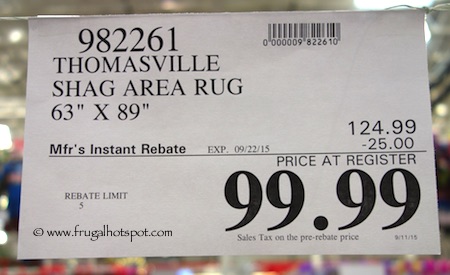 982261
0000009822610
THOMASVILLE
SHAG AREA RUG
63" X 89"
124.99
Mfr's Instant Rebate EXP. 09/22/15 -25.00
PRICE AT REGISTER
99.99
REBATE LIMIT
5
© www.frugalhotspot.com
Sales Tax on the pre-rebate price 9/11/15